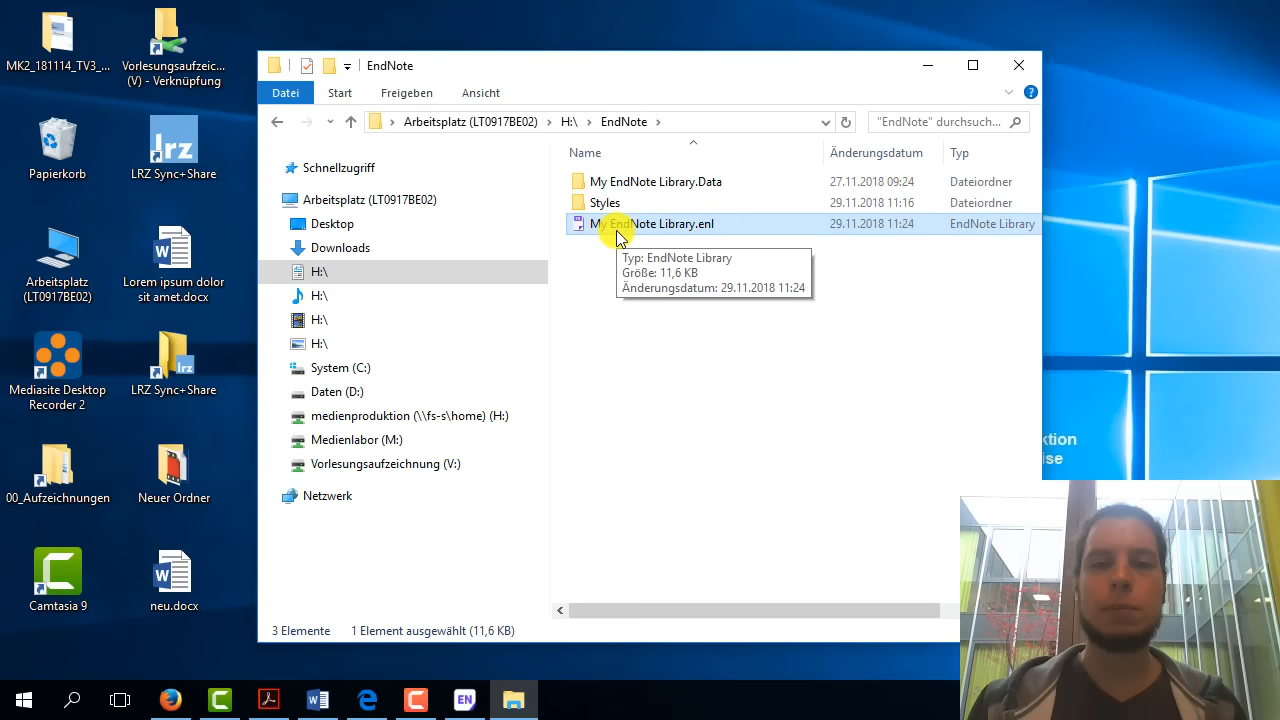 MK2_181114_TV3_...
Vorlesungsaufzeic...
(V) - Verknüpfung
Papierkorb
lrz
LRZ Sync+Share
Arbeitsplatz
(LT0917BE02)
Lorem ipsum dolor
sit amet.docx
Mediasite Desktop
Recorder 2
lrz
LRZ Sync+Share
00_Aufzeichnungen
Neuer Ordner
Camtasia 9
neu.docx
EndNote
Datei
Start
Freigeben
Ansicht
Arbeitsplatz (LT0917BE02)
H:\
EndNote
"EndNote" durchsuch...
Schnellzugriff
Arbeitsplatz (LT0917BE02)
Desktop
Downloads
H:\
H:\
H:\
H:\
System (C:)
Daten (D:)
medienproduktion (\\fs-s\home) (H:)
Medienlabor (M:)
Vorlesungsaufzeichnung (V:)
Netzwerk
Name Änderungsdatum Typ
My EndNote Library.Data 27.11.2018 09:24 Dateiordner
Styles 29.11.2018 11:16 Dateiordner
My EndNote Library.enl 29.11.2018 11:24 EndNote Library
Typ: EndNote Library
Größe: 11,6 KB
Änderungsdatum: 29.11.2018 11:24
3 Elemente 1 Element ausgewählt (11,6 KB)
ktion
ise
EN